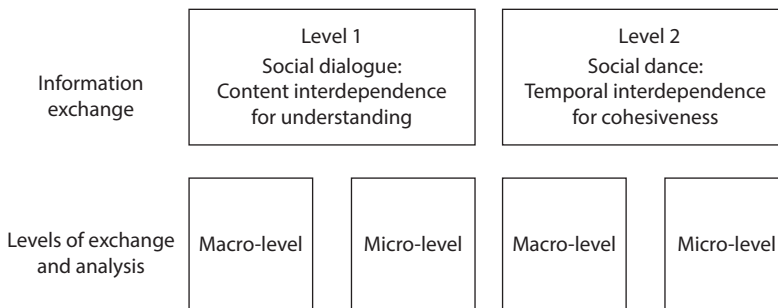 Information
exchange
Level 1
Social dialogue:
Content interdependence
for understanding
Level 2
Social dance:
Temporal interdependence
for cohesiveness
Levels of exchange
and analysis
Macro-level
Micro-level
Macro-level
Micro-level